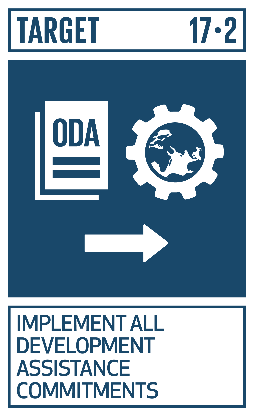 TARGET 17·2
ODA
IMPLEMENT ALL
DEVELOPMENT
ASSISTANCE
COMMITMENTS